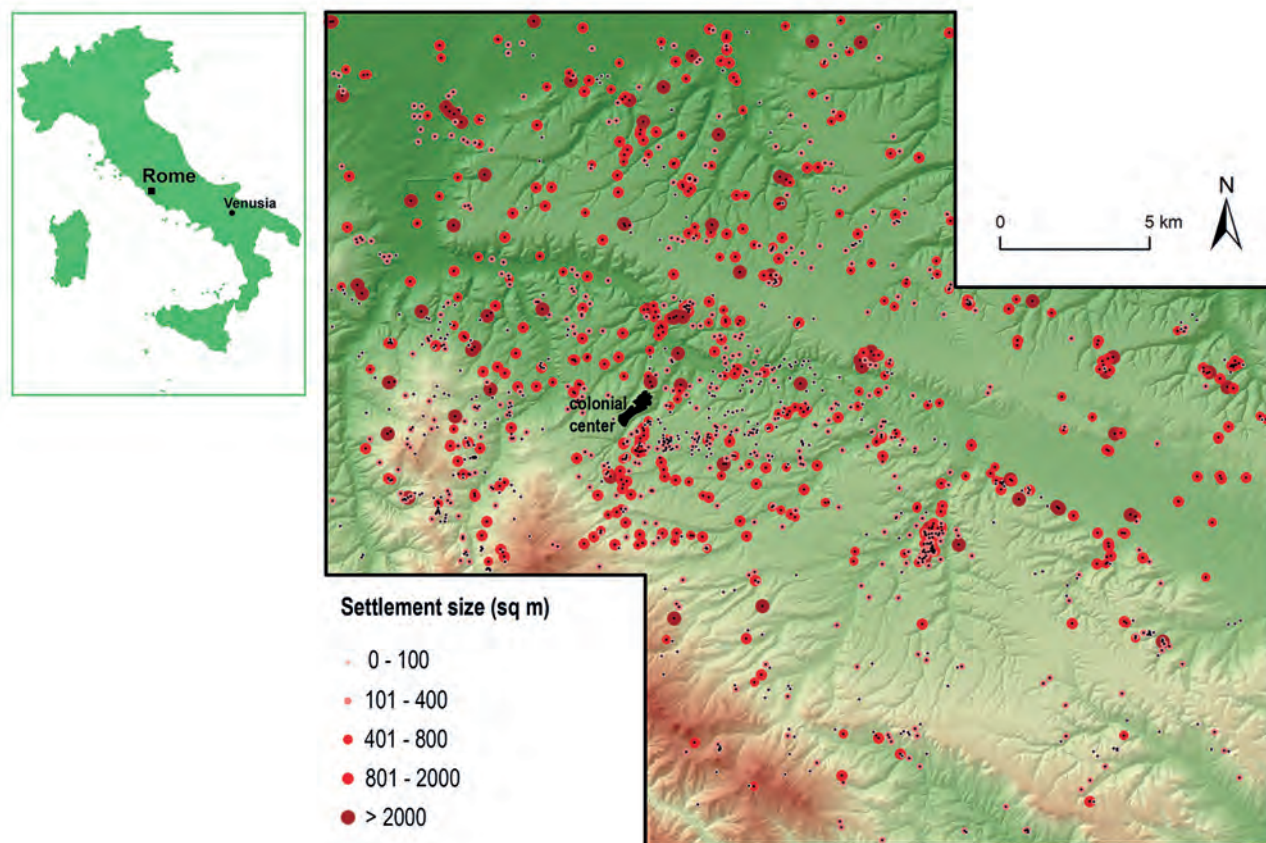 Rome
Venusia
colonial
center
N
0 5 km
Settlement size (sq m)
0 - 100
101 - 400
401 - 800
801 - 2000
> 2000